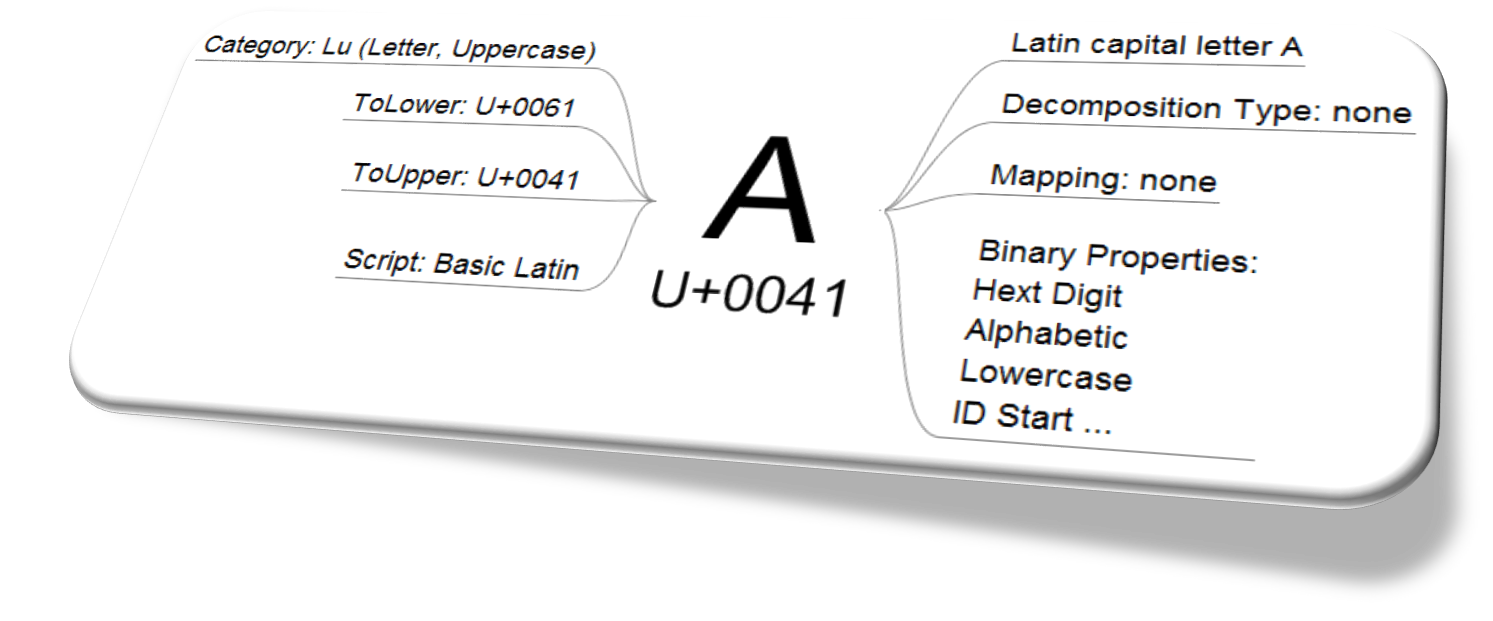 Category: Lu (Letter, Uppercase)
ToLower: U+0061
ToUpper: U+0041
Script: Basic Latin
A
U+0041
Latin capital letter A
Decomposition Type: none
Mapping: none
Binary Properties:
Hext Digit
Alphabetic
Lowercase
ID Start ...